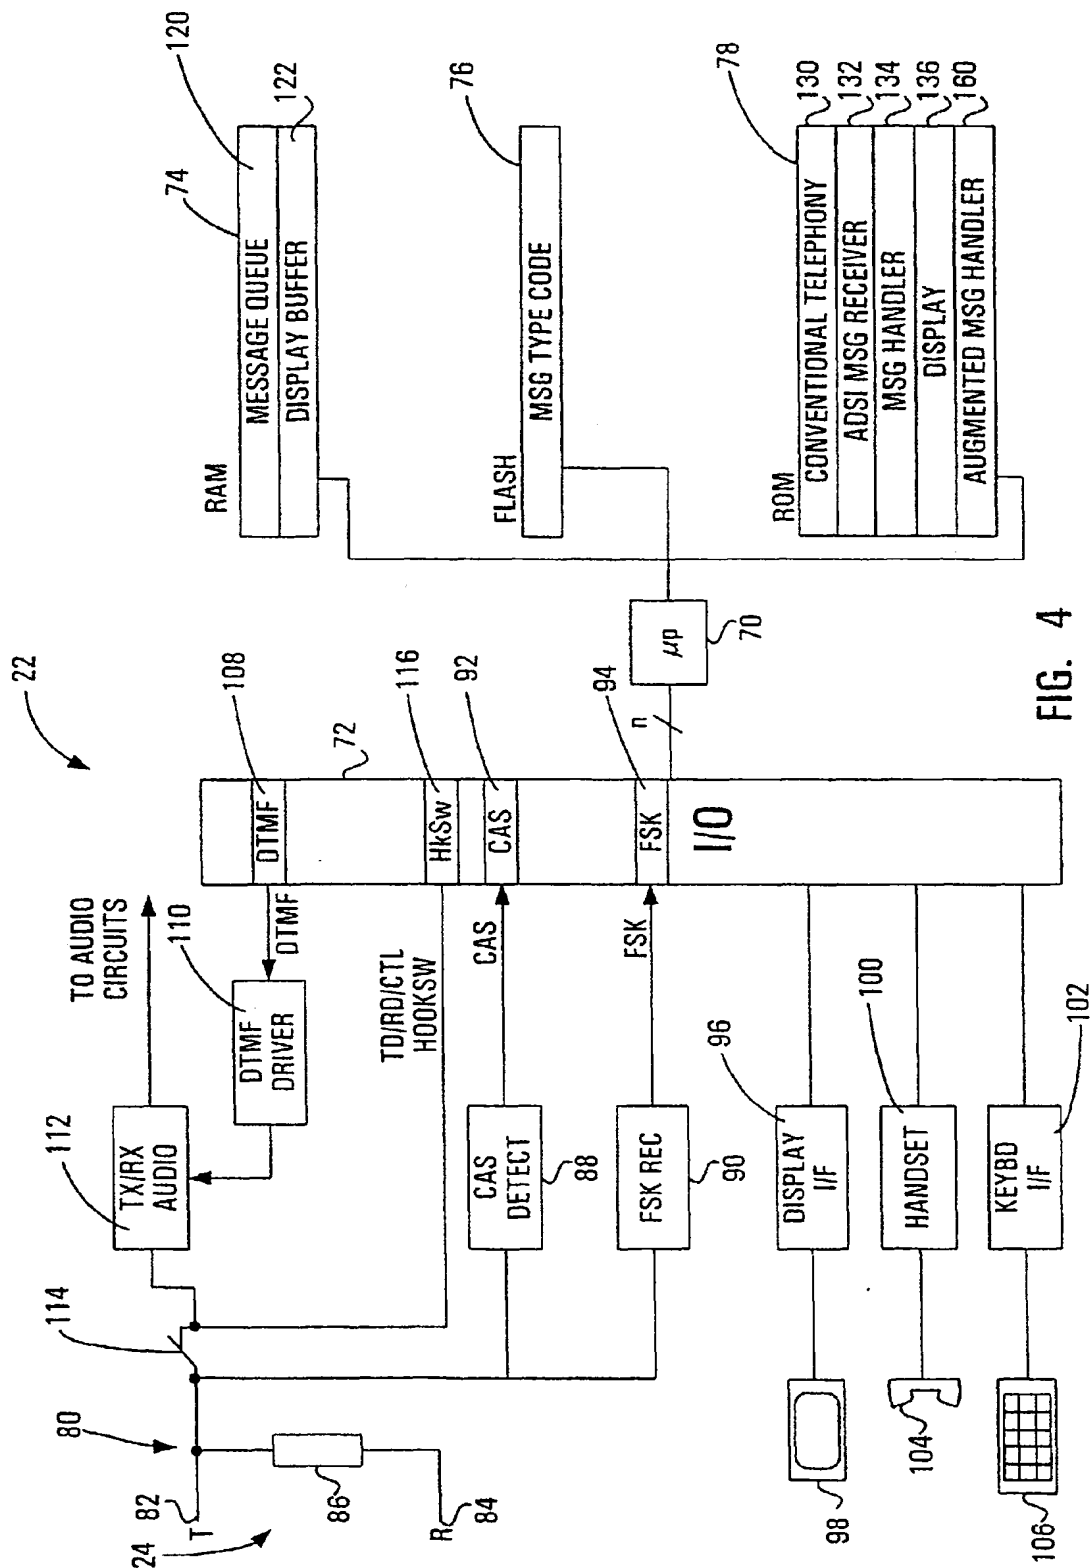 22
24
T
82
80
R
84
86
114
112
TX/RX
AUDIO
TO AUDIO
CIRCUITS
110
DTMF
DRIVER
DTMF
TD/RD/CTL
HOOKSW
CAS
DETECT
88
CAS
FSK REC
90
FSK
96
DISPLAY
I/F
98
100
HANDSET
104
102
KEYBD
I/F
106
108
DTMF
72
116
HkSw
92
CAS
94
FSK
I/O
n
µp
70
RAM
74
MESSAGE QUEUE
120
DISPLAY BUFFER
122
FLASH
76
MSG TYPE CODE
ROM
78
CONVENTIONAL TELEPHONY
130
ADSI MSG RECEIVER
132
MSG HANDLER
134
DISPLAY
136
AUGMENTED MSG HANDLER
160
FIG. 4